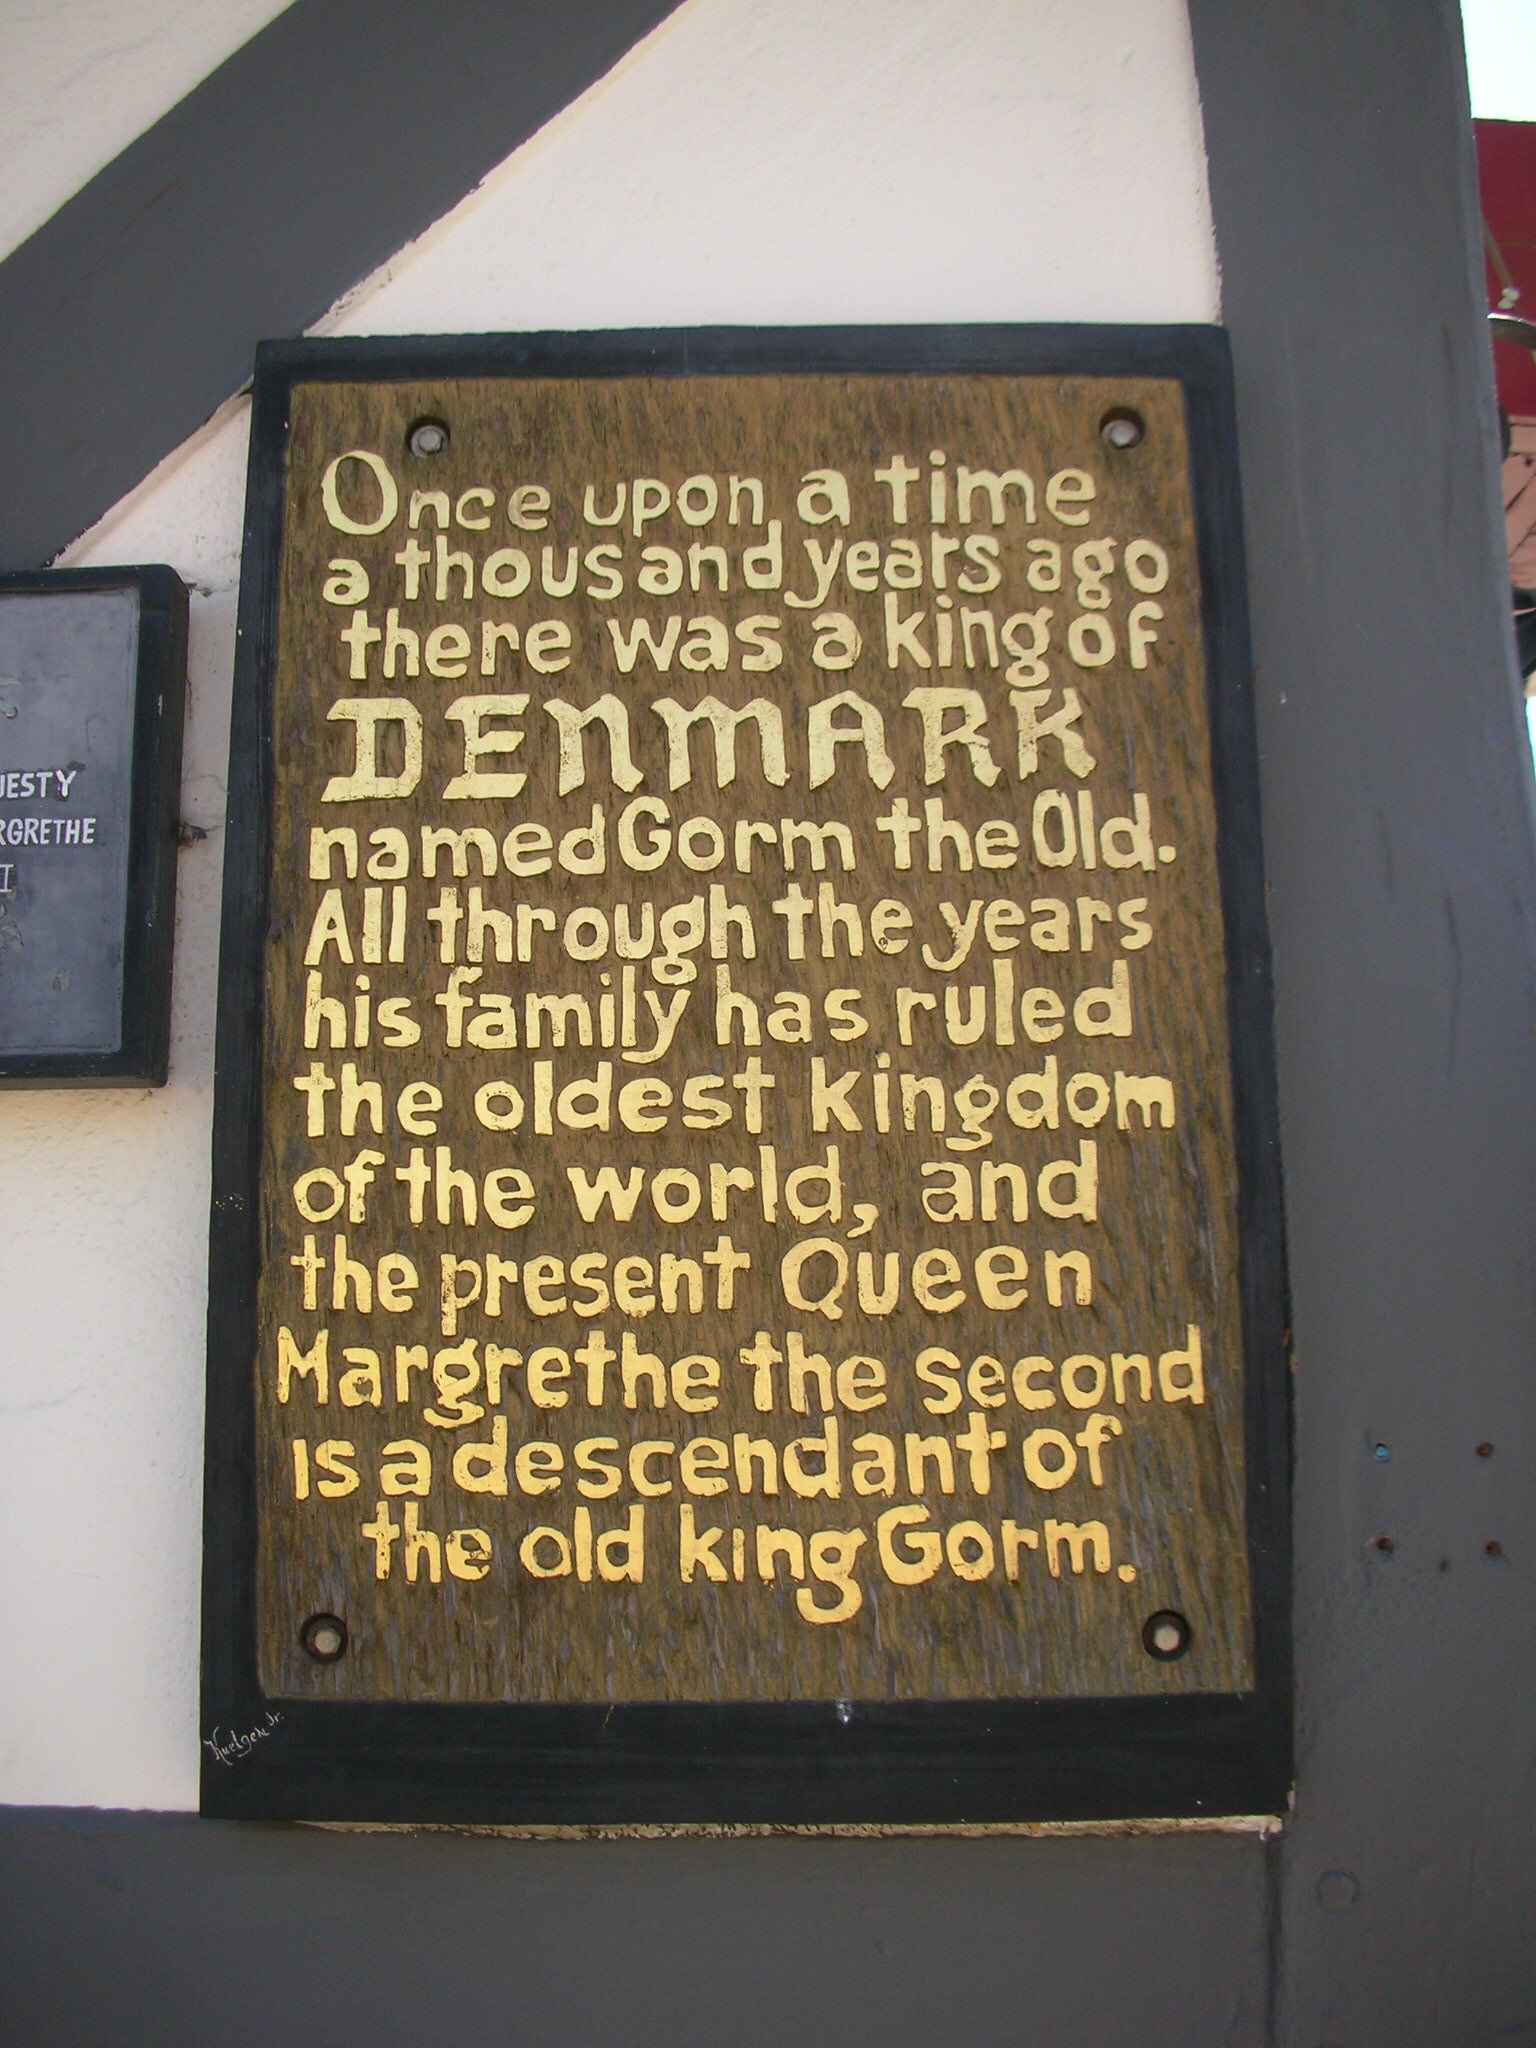 Once upon a time
a thousand years ago
there was a king of
DENMARK
named Gorm the Old.
All through the years
his family has ruled
the oldest kingdom
of the world, and
the present Queen
Margrethe the second
is a descendant of
the old king Gorm.
JESTY
RGRETHE
I
Jr.